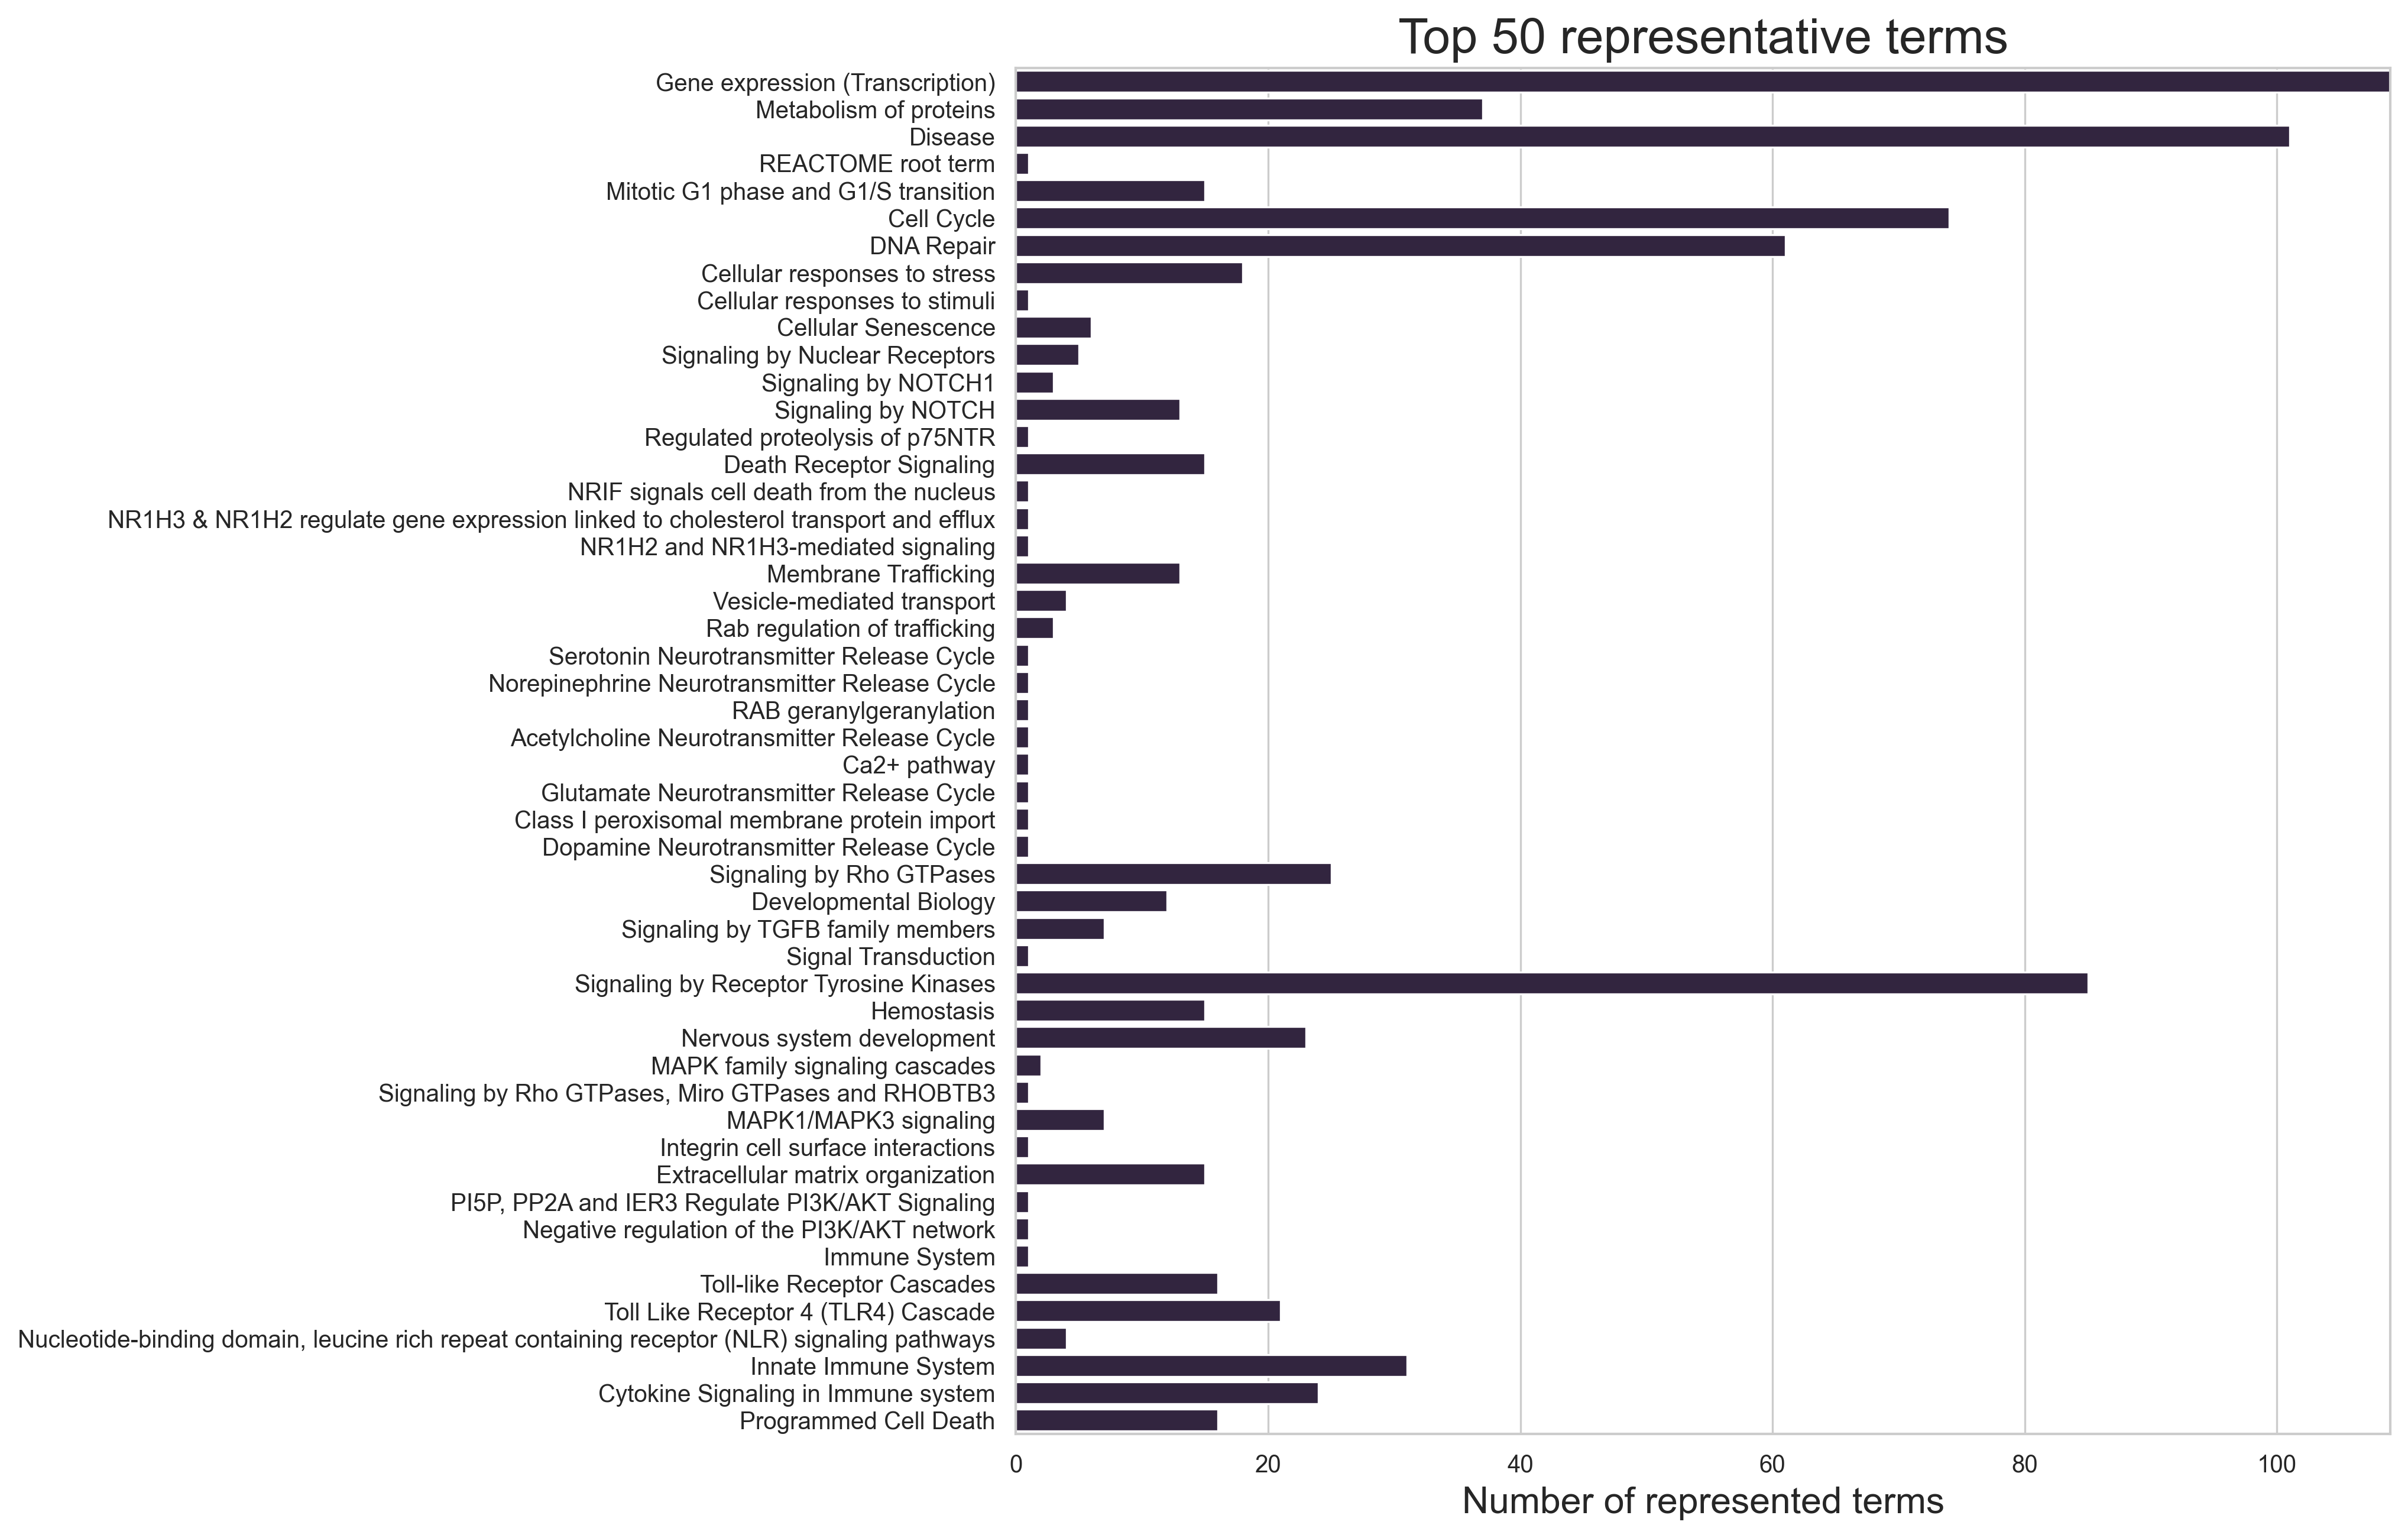 Top 50 representative terms
Gene expression (Transcription)
Metabolism of proteins
Disease
REACTOME root term
Mitotic G1 phase and G1/S transition
Cell Cycle
DNA Repair
Cellular responses to stress
Cellular responses to stimuli
Cellular Senescence
Signaling by Nuclear Receptors
Signaling by NOTCH1
Signaling by NOTCH
Regulated proteolysis of p75NTR
Death Receptor Signaling
NRIF signals cell death from the nucleus
NR1H3 & NR1H2 regulate gene expression linked to cholesterol transport and efflux
NR1H2 and NR1H3-mediated signaling
Membrane Trafficking
Vesicle-mediated transport
Rab regulation of trafficking
Serotonin Neurotransmitter Release Cycle
Norepinephrine Neurotransmitter Release Cycle
RAB geranylgeranylation
Acetylcholine Neurotransmitter Release Cycle
Ca2+ pathway
Glutamate Neurotransmitter Release Cycle
Class I peroxisomal membrane protein import
Dopamine Neurotransmitter Release Cycle
Signaling by Rho GTPases
Developmental Biology
Signaling by TGFB family members
Signal Transduction
Signaling by Receptor Tyrosine Kinases
Hemostasis
Nervous system development
MAPK family signaling cascades
Signaling by Rho GTPases, Miro GTPases and RHOBTB3
MAPK1/MAPK3 signaling
Integrin cell surface interactions
Extracellular matrix organization
PI5P, PP2A and IER3 Regulate PI3K/AKT Signaling
Negative regulation of the PI3K/AKT network
Immune System
Toll-like Receptor Cascades
Toll Like Receptor 4 (TLR4) Cascade
Nucleotide-binding domain, leucine rich repeat containing receptor (NLR) signaling pathways
Innate Immune System
Cytokine Signaling in Immune system
Programmed Cell Death
0 20 40 60 80 100
Number of represented terms